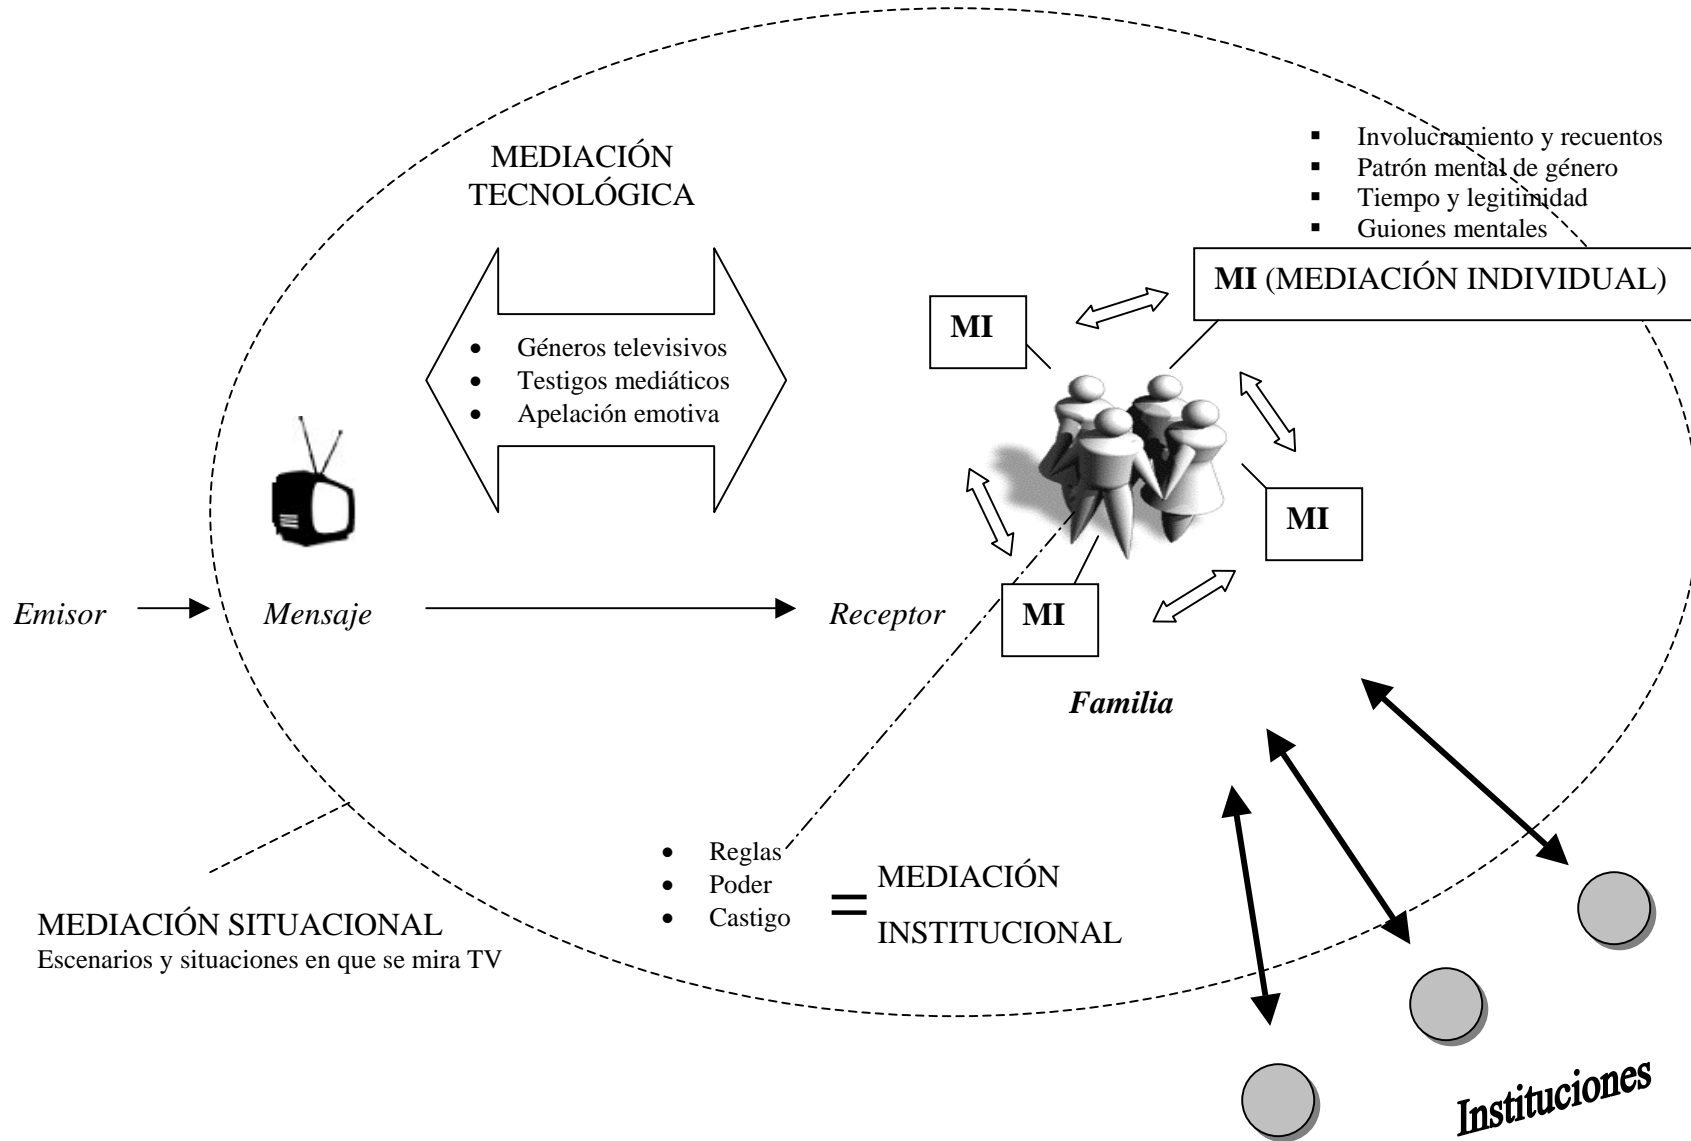 MEDIACIÓN
TECNOLÓGICA
• Géneros televisivos
• Testigos mediáticos
• Apelación emotiva
▪ Involucramiento y recuentos
▪ Patrón mental de género
▪ Tiempo y legitimidad
▪ Guiones mentales
MI (MEDIACIÓN INDIVIDUAL)
MI
MI
MI
Emisor
Mensaje
Receptor
Familia
• Reglas
• Poder
• Castigo
=
MEDIACIÓN
INSTITUCIONAL
MEDIACIÓN SITUACIONAL
Escenarios y situaciones en que se mira TV
Instituciones